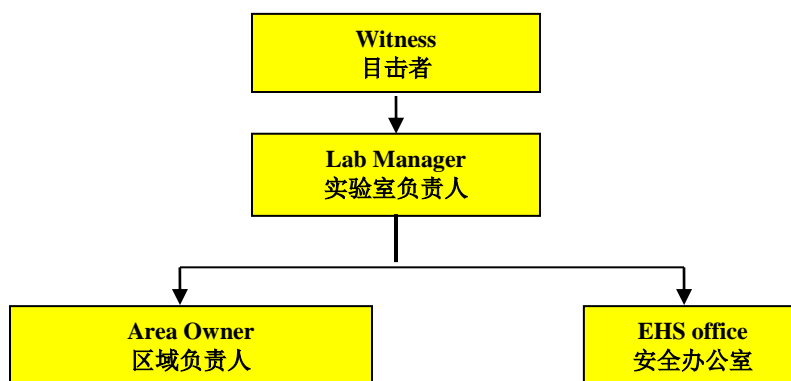 Witness
目击者
Lab Manager
实验室负责人
Area Owner
区域负责人
EHS office
安全办公室